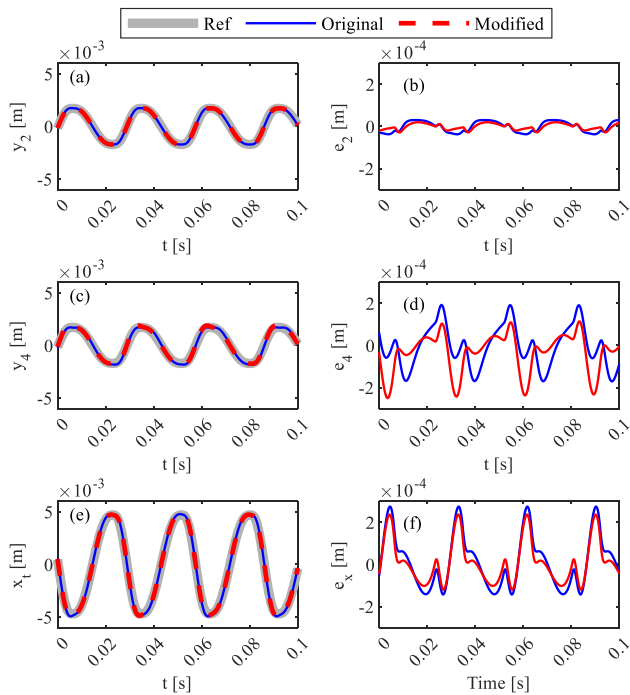 Ref Original Modified
×10⁻³ ×10⁻⁴
(a) (b)
5 2
y₂ [m] 0 e₂ [m] 0
-5 -2
0 0.02 0.04 0.06 0.08 0.1 0 0.02 0.04 0.06 0.08 0.1
t [s] t [s]
×10⁻³ ×10⁻⁴
(c) (d)
5 2
y₄ [m] 0 e₄ [m] 0
-5 -2
0 0.02 0.04 0.06 0.08 0.1 0 0.02 0.04 0.06 0.08 0.1
t [s] t [s]
×10⁻³ ×10⁻⁴
(e) (f)
5 2
xₜ [m] 0 eₓ [m] 0
-5 -2
0 0.02 0.04 0.06 0.08 0.1 0 0.02 0.04 0.06 0.08 0.1
t [s] Time [s]